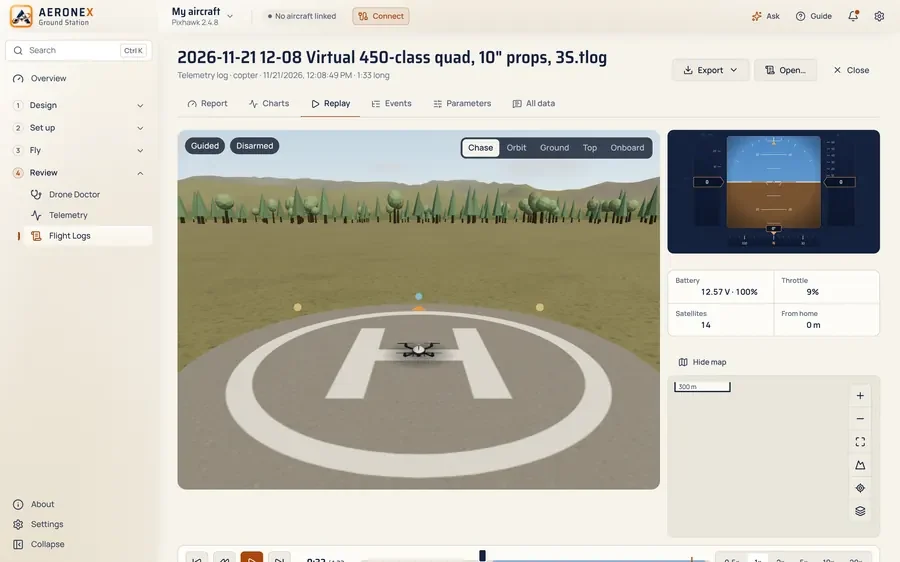 AERONEX
Ground Station
My aircraft
Pixhawk 2.4.8
No aircraft linked
Connect
Ask
Guide
Search
Ctrl K
Overview
1 Design
2 Set up
3 Fly
4 Review
Drone Doctor
Telemetry
Flight Logs
About
Settings
Collapse
2026-11-21 12-08 Virtual 450-class quad, 10" props, 3S.tlog
Telemetry log · copter · 11/21/2026, 12:08:49 PM · 1:33 long
Export
Open...
Close
Report
Charts
Replay
Events
Parameters
All data
Guided
Disarmed
Chase
Orbit
Ground
Top
Onboard
H
0
0
Battery
12.57 V · 100%
Throttle
9%
Satellites
14
From home
0 m
Hide map
300 m